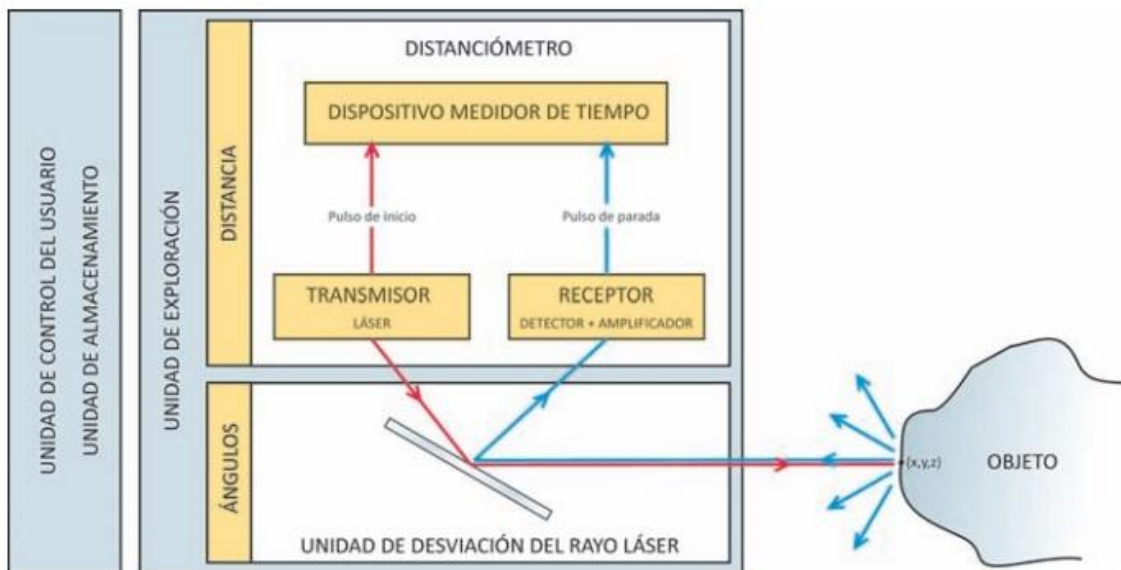 UNIDAD DE CONTROL DEL USUARIO
UNIDAD DE ALMACENAMIENTO
UNIDAD DE EXPLORACIÓN
DISTANCIA
DISTANCIÓMETRO
DISPOSITIVO MEDIDOR DE TIEMPO
Pulso de inicio
Pulso de parada
TRANSMISOR
LÁSER
RECEPTOR
DETECTOR + AMPLIFICADOR
ÁNGULOS
UNIDAD DE DESVIACIÓN DEL RAYO LÁSER
(x,y,z)
OBJETO